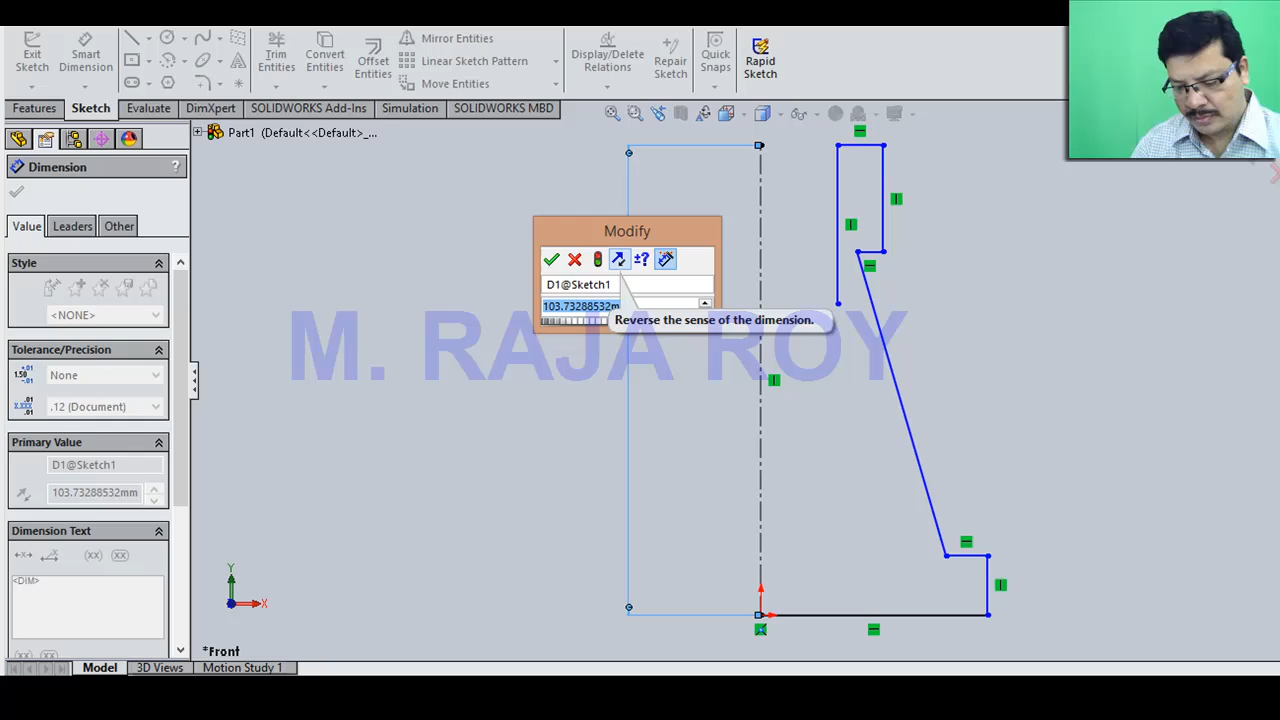 Exit Sketch
Smart Dimension
Trim Entities
Convert Entities
Offset Entities
Mirror Entities
Linear Sketch Pattern
Move Entities
Display/Delete Relations
Repair Sketch
Quick Snaps
Rapid Sketch
Features
Sketch
Evaluate
DimXpert
SOLIDWORKS Add-Ins
Simulation
SOLIDWORKS MBD
Part1 (Default<<Default>_...
Dimension
?
Value
Leaders
Other
Style
<NONE>
Tolerance/Precision
None
.12 (Document)
Primary Value
D1@Sketch1
103.73288532mm
Dimension Text
<DIM>
Modify
±?
D1@Sketch1
103.73288532m
Reverse the sense of the dimension.
M. RAJA ROY
Y
X
*Front
Model
3D Views
Motion Study 1